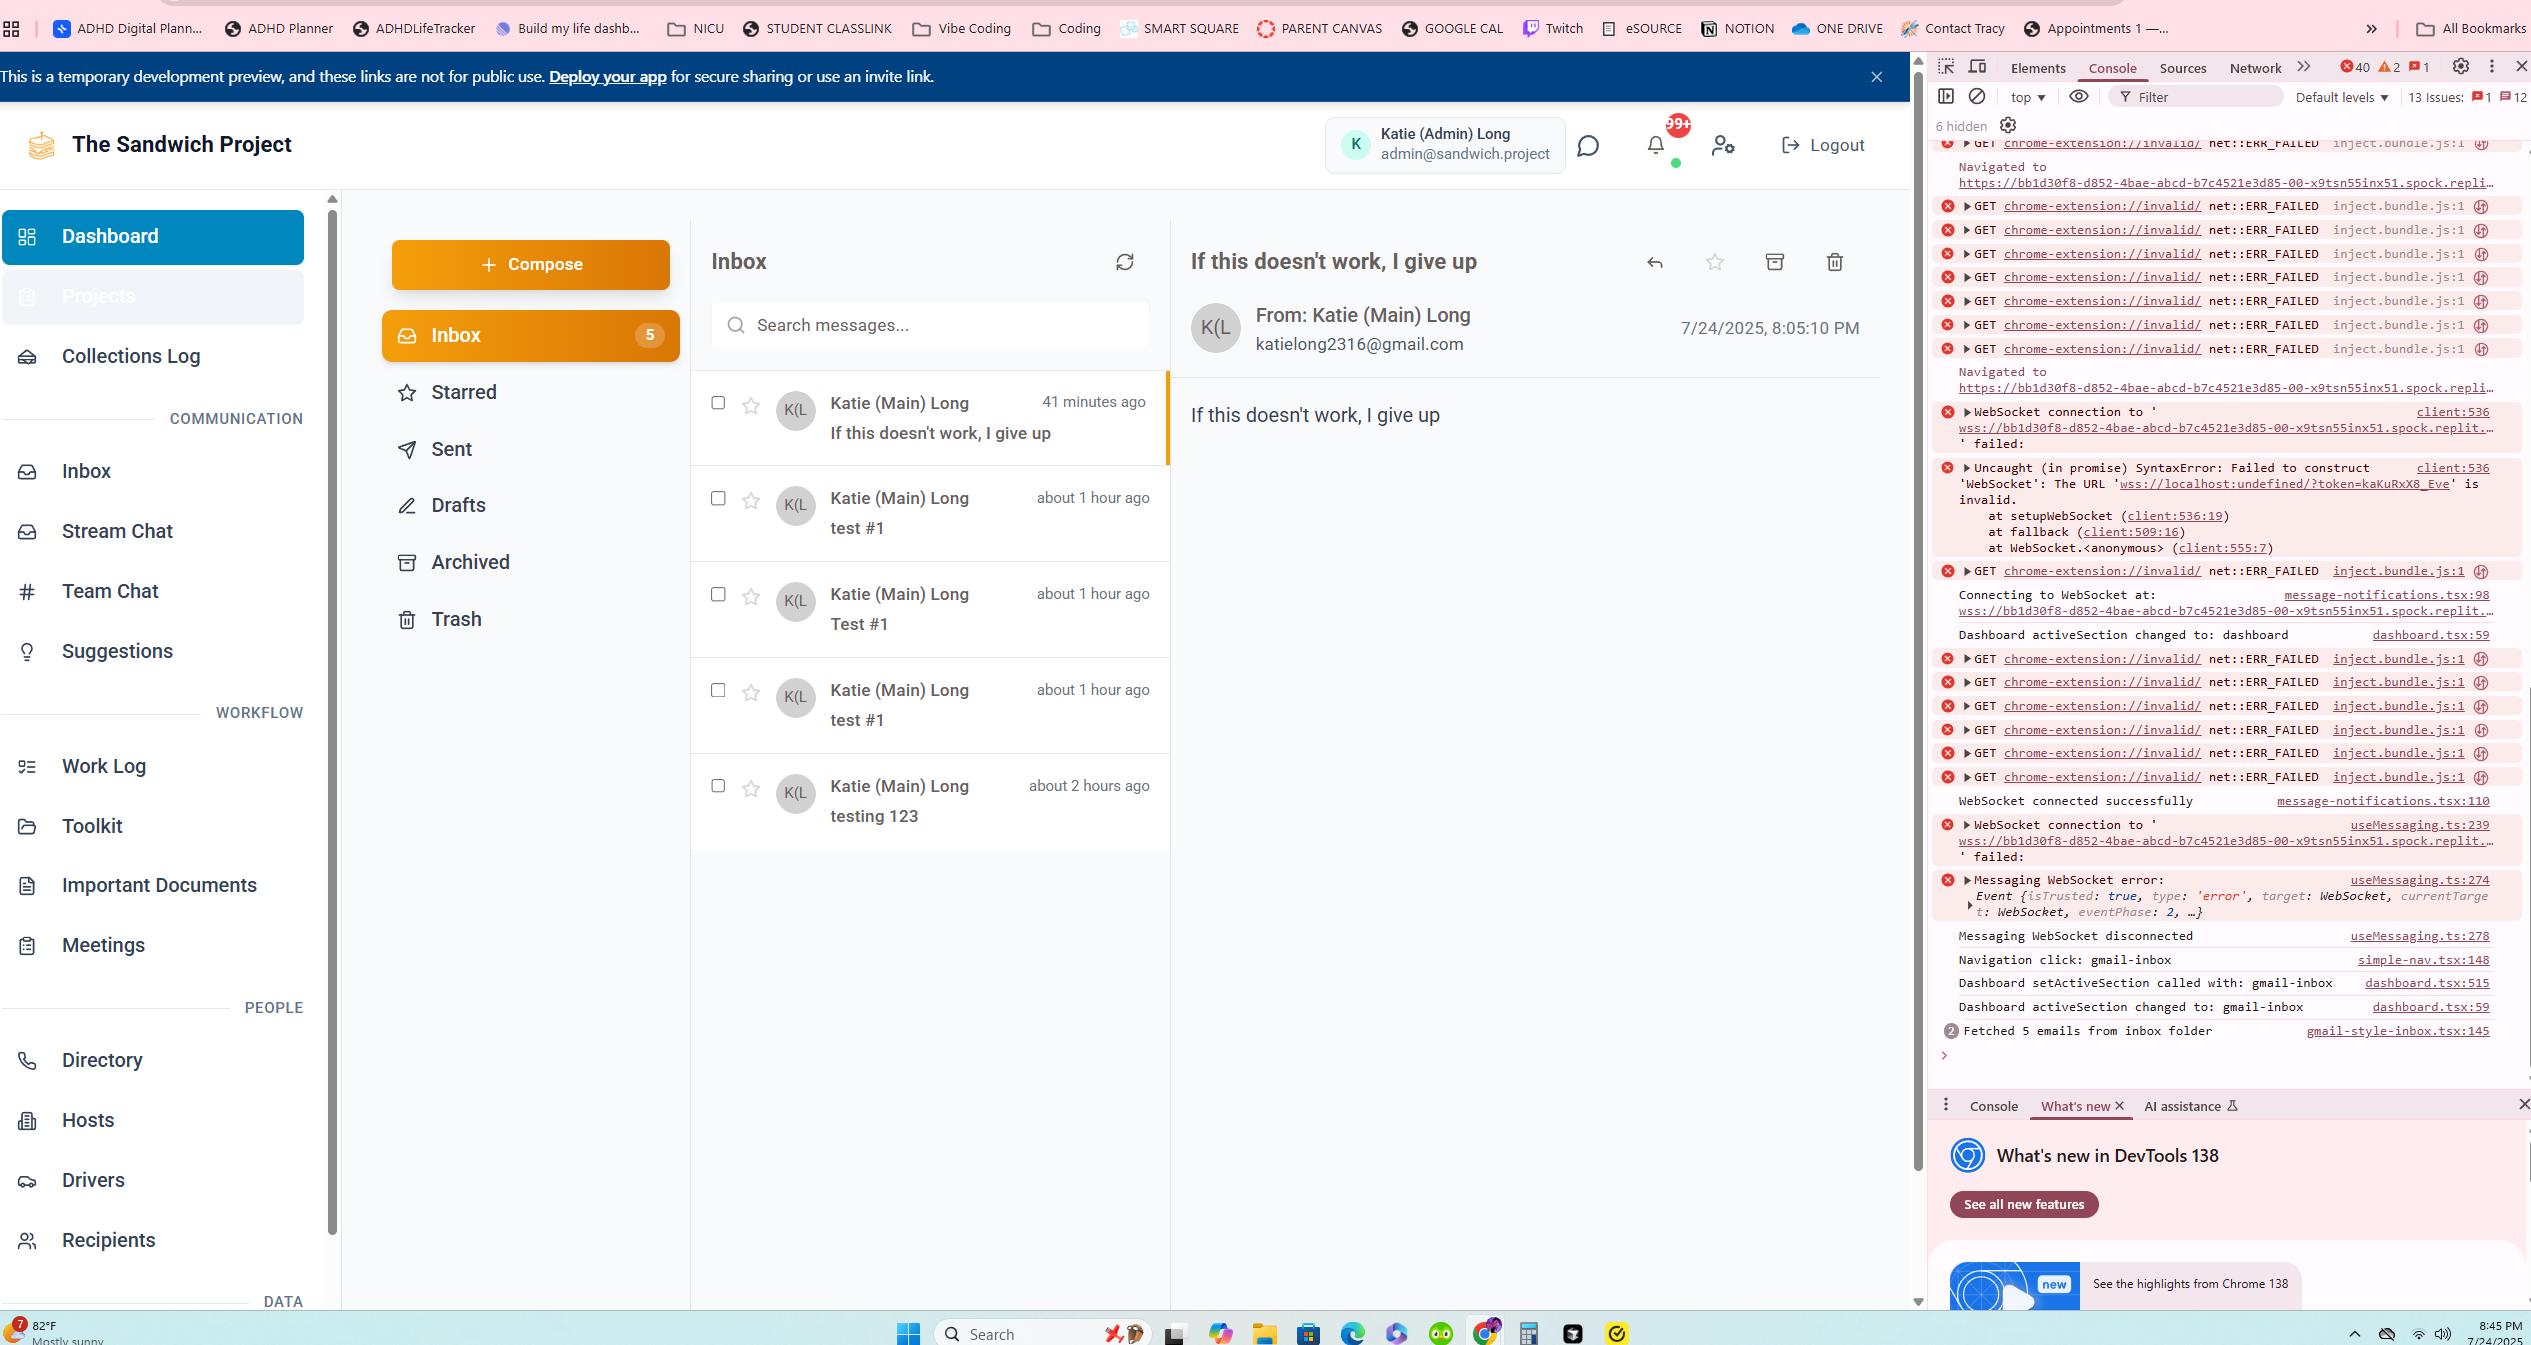 ADHD Digital Plann...
ADHD Planner
ADHDLifeTracker
Build my life dashb...
NICU
STUDENT CLASSLINK
Vibe Coding
Coding
SMART SQUARE
PARENT CANVAS
GOOGLE CAL
Twitch
eSOURCE
NOTION
ONE DRIVE
Contact Tracy
Appointments 1 —...
»
All Bookmarks
This is a temporary development preview, and these links are not for public use. Deploy your app for secure sharing or use an invite link.
The Sandwich Project
K
Katie (Admin) Long
admin@sandwich.project
99+
Logout
Dashboard
Projects
Collections Log
COMMUNICATION
Inbox
Stream Chat
Team Chat
Suggestions
WORKFLOW
Work Log
Toolkit
Important Documents
Meetings
PEOPLE
Directory
Hosts
Drivers
Recipients
DATA
+ Compose
Inbox 5
Starred
Sent
Drafts
Archived
Trash
Inbox
Search messages...
K(L Katie (Main) Long 41 minutes ago
If this doesn't work, I give up
K(L Katie (Main) Long about 1 hour ago
test #1
K(L Katie (Main) Long about 1 hour ago
Test #1
K(L Katie (Main) Long about 1 hour ago
test #1
K(L Katie (Main) Long about 2 hours ago
testing 123
If this doesn't work, I give up
K(L
From: Katie (Main) Long
katielong2316@gmail.com
7/24/2025, 8:05:10 PM
If this doesn't work, I give up
Elements Console Sources Network » 40 2 1
top Filter Default levels 13 Issues: 1 12
6 hidden
GET chrome-extension://invalid/ net::ERR_FAILED inject.bundle.js:1
Navigated to
https://bb1d30f8-d852-4bae-abcd-b7c4521e3d85-00-x9tsn55inx51.spock.repli…
GET chrome-extension://invalid/ net::ERR_FAILED inject.bundle.js:1
GET chrome-extension://invalid/ net::ERR_FAILED inject.bundle.js:1
GET chrome-extension://invalid/ net::ERR_FAILED inject.bundle.js:1
GET chrome-extension://invalid/ net::ERR_FAILED inject.bundle.js:1
GET chrome-extension://invalid/ net::ERR_FAILED inject.bundle.js:1
GET chrome-extension://invalid/ net::ERR_FAILED inject.bundle.js:1
GET chrome-extension://invalid/ net::ERR_FAILED inject.bundle.js:1
Navigated to
https://bb1d30f8-d852-4bae-abcd-b7c4521e3d85-00-x9tsn55inx51.spock.repli…
WebSocket connection to ' client:536
wss://bb1d30f8-d852-4bae-abcd-b7c4521e3d85-00-x9tsn55inx51.spock.replit.…
' failed:
Uncaught (in promise) SyntaxError: Failed to construct client:536
'WebSocket': The URL 'wss://localhost:undefined/?token=kaKuRxX8_Eve' is
invalid.
at setupWebSocket (client:536:19)
at fallback (client:509:16)
at WebSocket.<anonymous> (client:555:7)
GET chrome-extension://invalid/ net::ERR_FAILED inject.bundle.js:1
Connecting to WebSocket at: message-notifications.tsx:98
wss://bb1d30f8-d852-4bae-abcd-b7c4521e3d85-00-x9tsn55inx51.spock.replit.…
Dashboard activeSection changed to: dashboard dashboard.tsx:59
GET chrome-extension://invalid/ net::ERR_FAILED inject.bundle.js:1
GET chrome-extension://invalid/ net::ERR_FAILED inject.bundle.js:1
GET chrome-extension://invalid/ net::ERR_FAILED inject.bundle.js:1
GET chrome-extension://invalid/ net::ERR_FAILED inject.bundle.js:1
GET chrome-extension://invalid/ net::ERR_FAILED inject.bundle.js:1
GET chrome-extension://invalid/ net::ERR_FAILED inject.bundle.js:1
WebSocket connected successfully message-notifications.tsx:110
WebSocket connection to ' useMessaging.ts:239
wss://bb1d30f8-d852-4bae-abcd-b7c4521e3d85-00-x9tsn55inx51.spock.replit.…
' failed:
Messaging WebSocket error: useMessaging.ts:274
Event {isTrusted: true, type: 'error', target: WebSocket, currentTarge
t: WebSocket, eventPhase: 2, …}
Messaging WebSocket disconnected useMessaging.ts:278
Navigation click: gmail-inbox simple-nav.tsx:148
Dashboard setActiveSection called with: gmail-inbox dashboard.tsx:515
Dashboard activeSection changed to: gmail-inbox dashboard.tsx:59
2 Fetched 5 emails from inbox folder gmail-style-inbox.tsx:145
Console What's new AI assistance
What's new in DevTools 138
See all new features
new
See the highlights from Chrome 138
7
82°F
Mostly sunny
Search
8:45 PM
7/24/2025